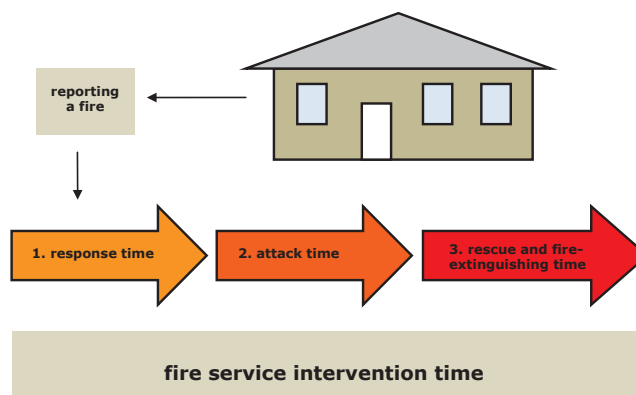 reporting
a fire
1. response time
2. attack time
3. rescue and fire-
extinguishing time
fire service intervention time